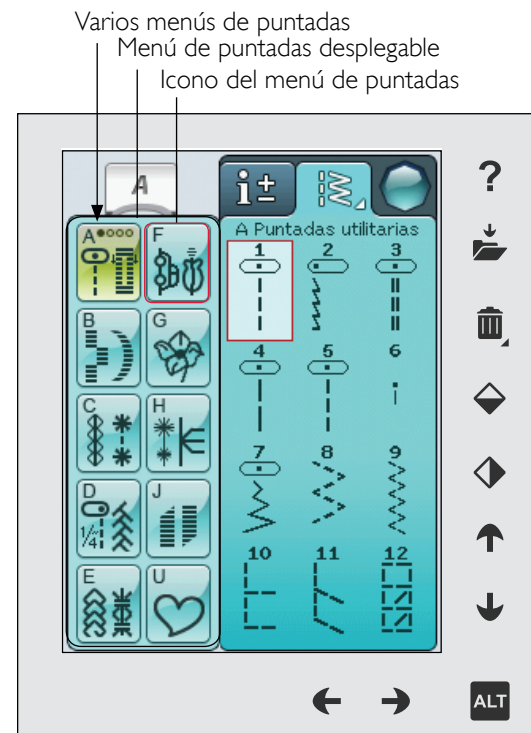 Varios menús de puntadas
Menú de puntadas desplegable
Icono del menú de puntadas
A
i±
?
A Puntadas utilitarias
A
F
1 2 3
B G
4 5 6
C H
7 8 9
D J
1/4
10 11 12
E U
ALT